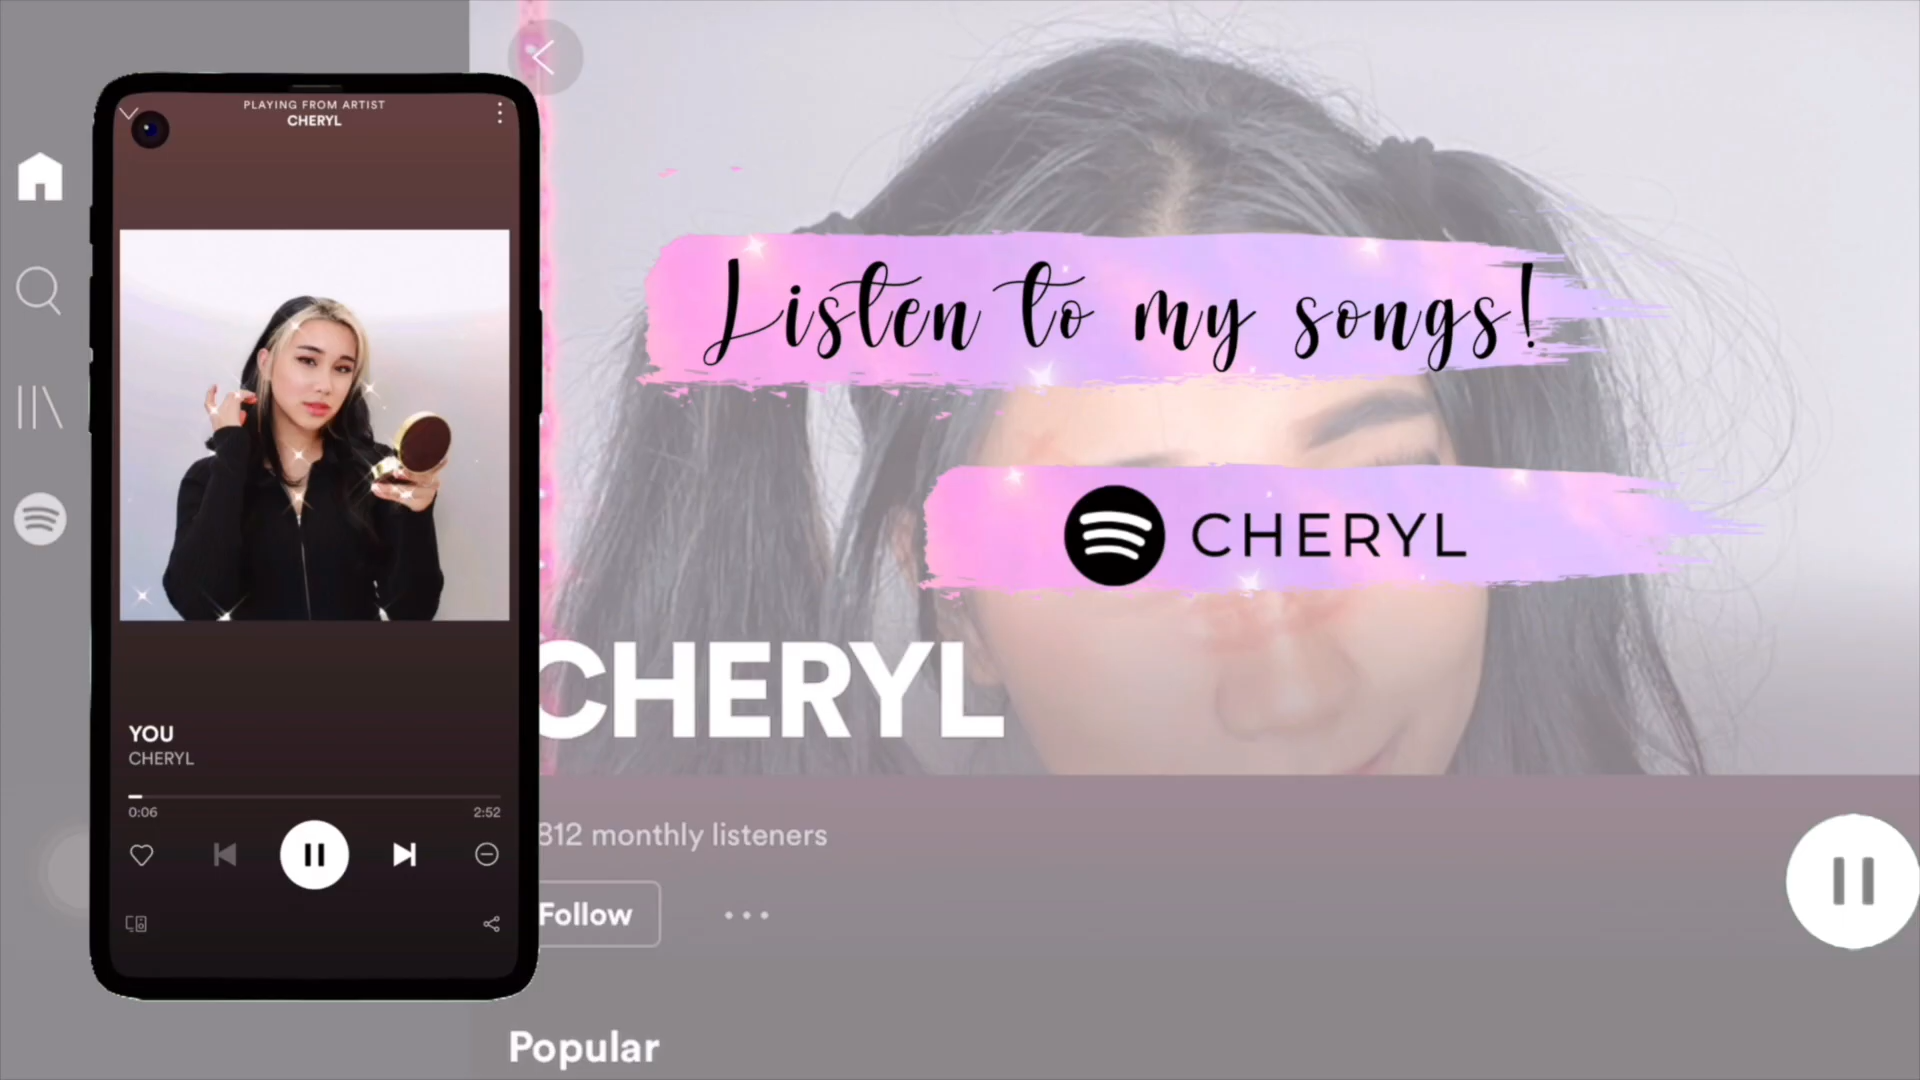 PLAYING FROM ARTIST
CHERYL
YOU
CHERYL
0:06
2:52
Listen to my songs!
CHERYL
CHERYL
812 monthly listeners
Follow
Popular